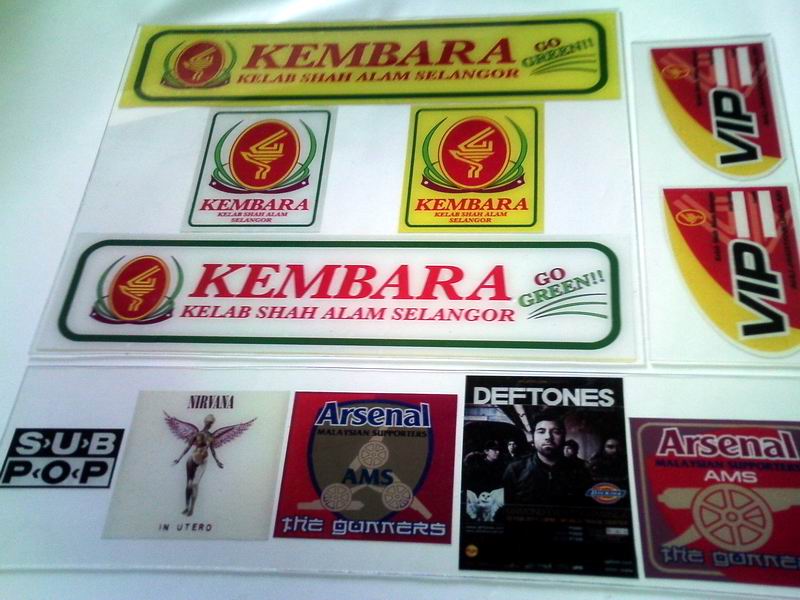 KEMBARA
KELAB SHAH ALAM SELANGOR
GO
GREEN!!
VIP
KEMBARA
KELAB SHAH ALAM
SELANGOR
KEMBARA
KELAB SHAH ALAM
SELANGOR
VIP
KEMBARA
KELAB SHAH ALAM SELANGOR
GO
GREEN!!
SUB
POP
NIRVANA
IN UTERO
Arsenal
MALAYSIAN SUPPORTERS
AMS
the gunners
DEFTONES
Dickies
Arsenal
MALAYSIAN SUPPORTERS
AMS
the gunners